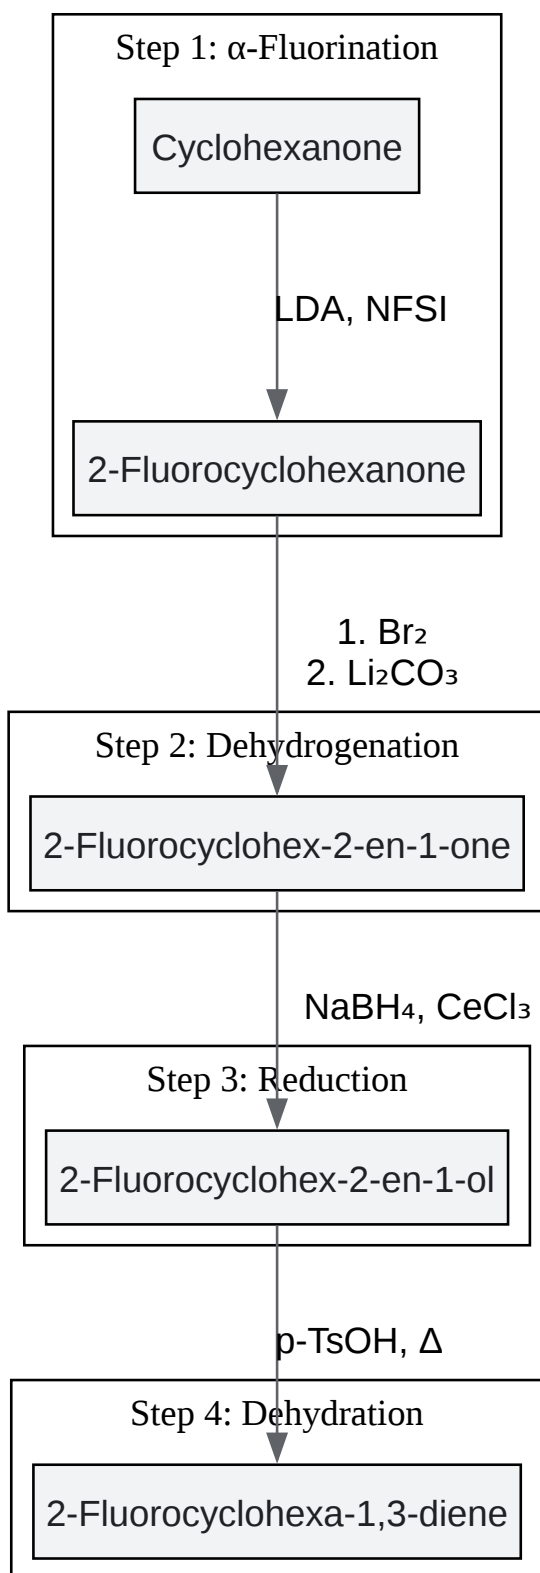 Step 1: α-Fluorination
Cyclohexanone
LDA, NFSI
2-Fluorocyclohexanone
1. Br₂
2. Li₂CO₃
Step 2: Dehydrogenation
2-Fluorocyclohex-2-en-1-one
NaBH₄, CeCl₃
Step 3: Reduction
2-Fluorocyclohex-2-en-1-ol
p-TsOH, Δ
Step 4: Dehydration
2-Fluorocyclohexa-1,3-diene